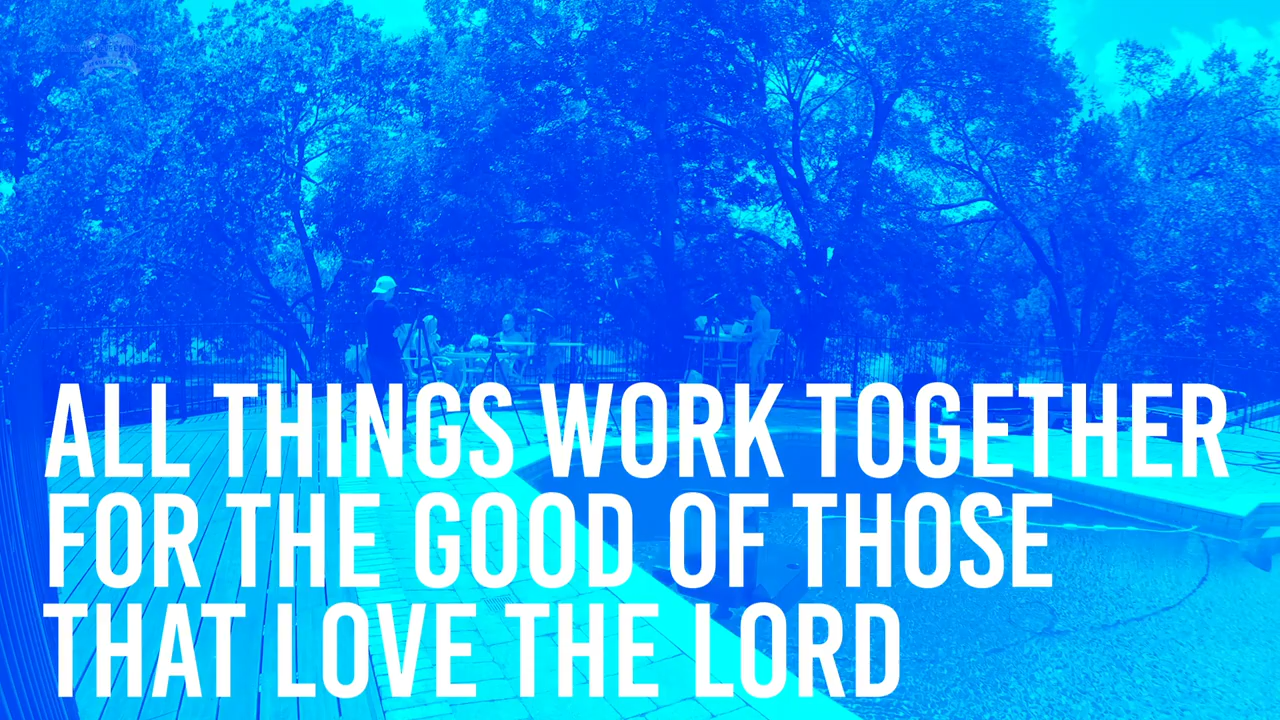 ALL THINGS WORK TOGETHER
FOR THE GOOD OF THOSE
THAT LOVE THE LORD